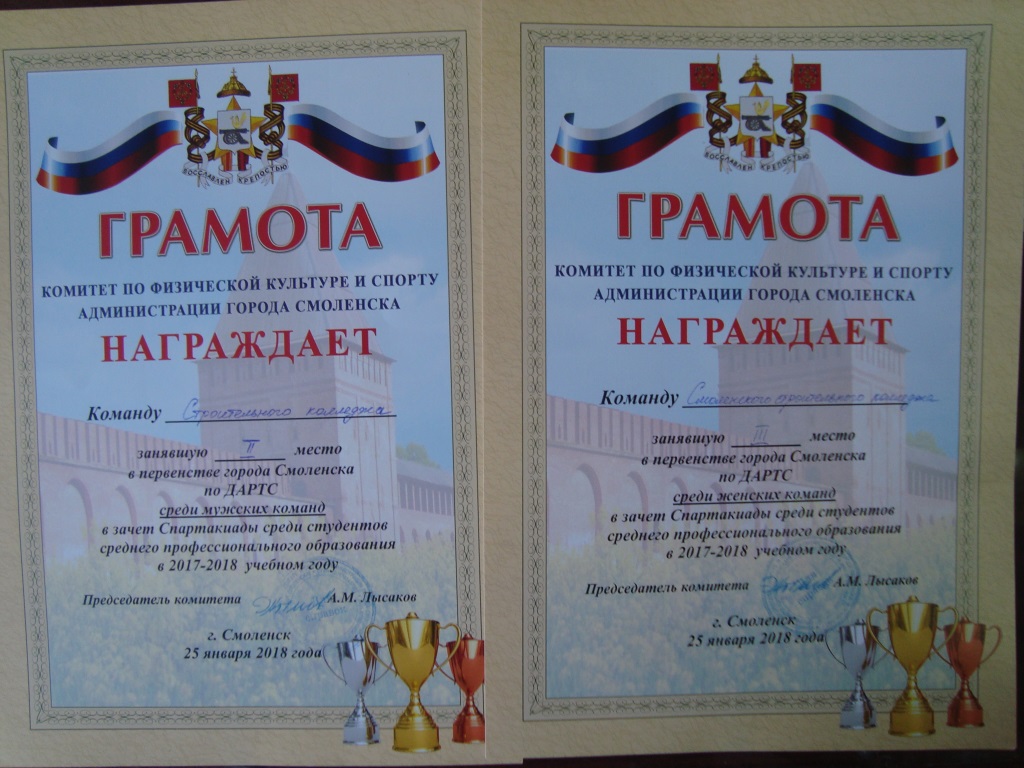 ВОССЛАВЛЕН КРЕПОСТЬЮ
ГРАМОТА
КОМИТЕТ ПО ФИЗИЧЕСКОЙ КУЛЬТУРЕ И СПОРТУ
АДМИНИСТРАЦИИ ГОРОДА СМОЛЕНСКА
НАГРАЖДАЕТ
Команду Строительного колледжа
занявшую II место
в первенстве города Смоленска
по ДАРТС
среди мужских команд
в зачет Спартакиады среди студентов
среднего профессионального образования
в 2017-2018 учебном году
Председатель комитета А.М. Лысаков
г. Смоленск
25 января 2018 года
ВОССЛАВЛЕН КРЕПОСТЬЮ
ГРАМОТА
КОМИТЕТ ПО ФИЗИЧЕСКОЙ КУЛЬТУРЕ И СПОРТУ
АДМИНИСТРАЦИИ ГОРОДА СМОЛЕНСКА
НАГРАЖДАЕТ
Команду Смоленского строительного колледжа
занявшую III место
в первенстве города Смоленска
по ДАРТС
среди женских команд
в зачет Спартакиады среди студентов
среднего профессионального образования
в 2017-2018 учебном году
Председатель комитета А.М. Лысаков
г. Смоленск
25 января 2018 года